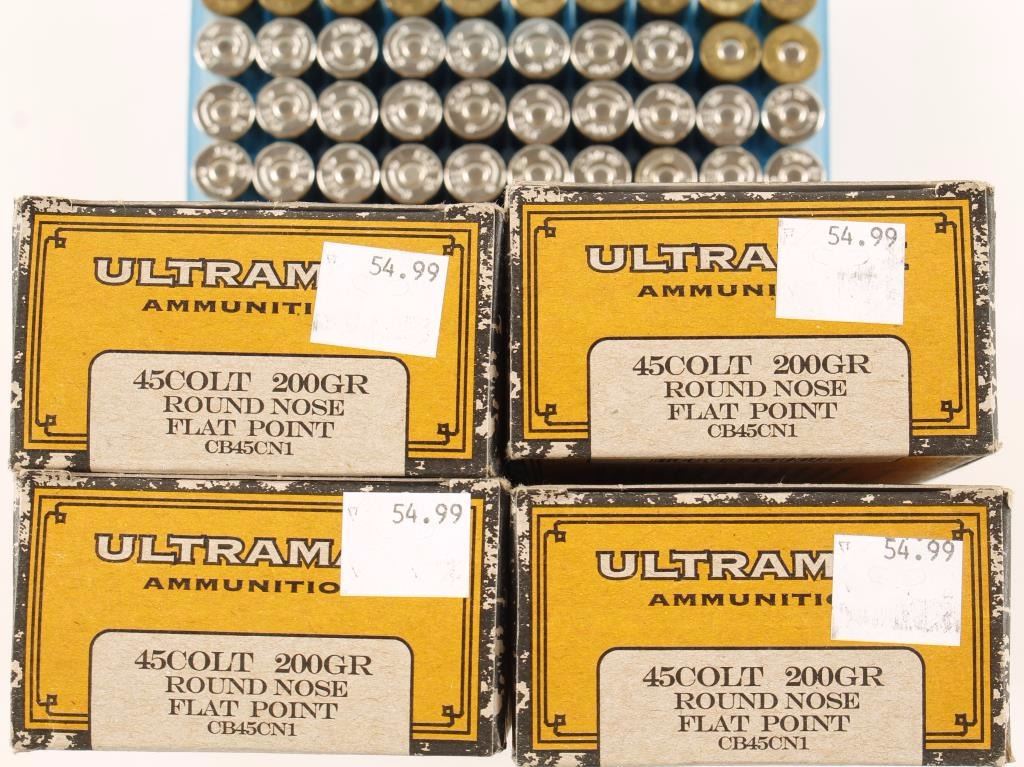 54.99
ULTRAM
AMMUNITI
45COLT 200GR
ROUND NOSE
FLAT POINT
CB45CN1
54.99
ULTRA
AMMUNI
45COLT 200GR
ROUND NOSE
FLAT POINT
CB45CN1
54.99
ULTRAMA
AMMUNITIO
45COLT 200GR
ROUND NOSE
FLAT POINT
CB45CN1
54.99
ULTRAM
AMMUNITI
45COLT 200GR
ROUND NOSE
FLAT POINT
CB45CN1